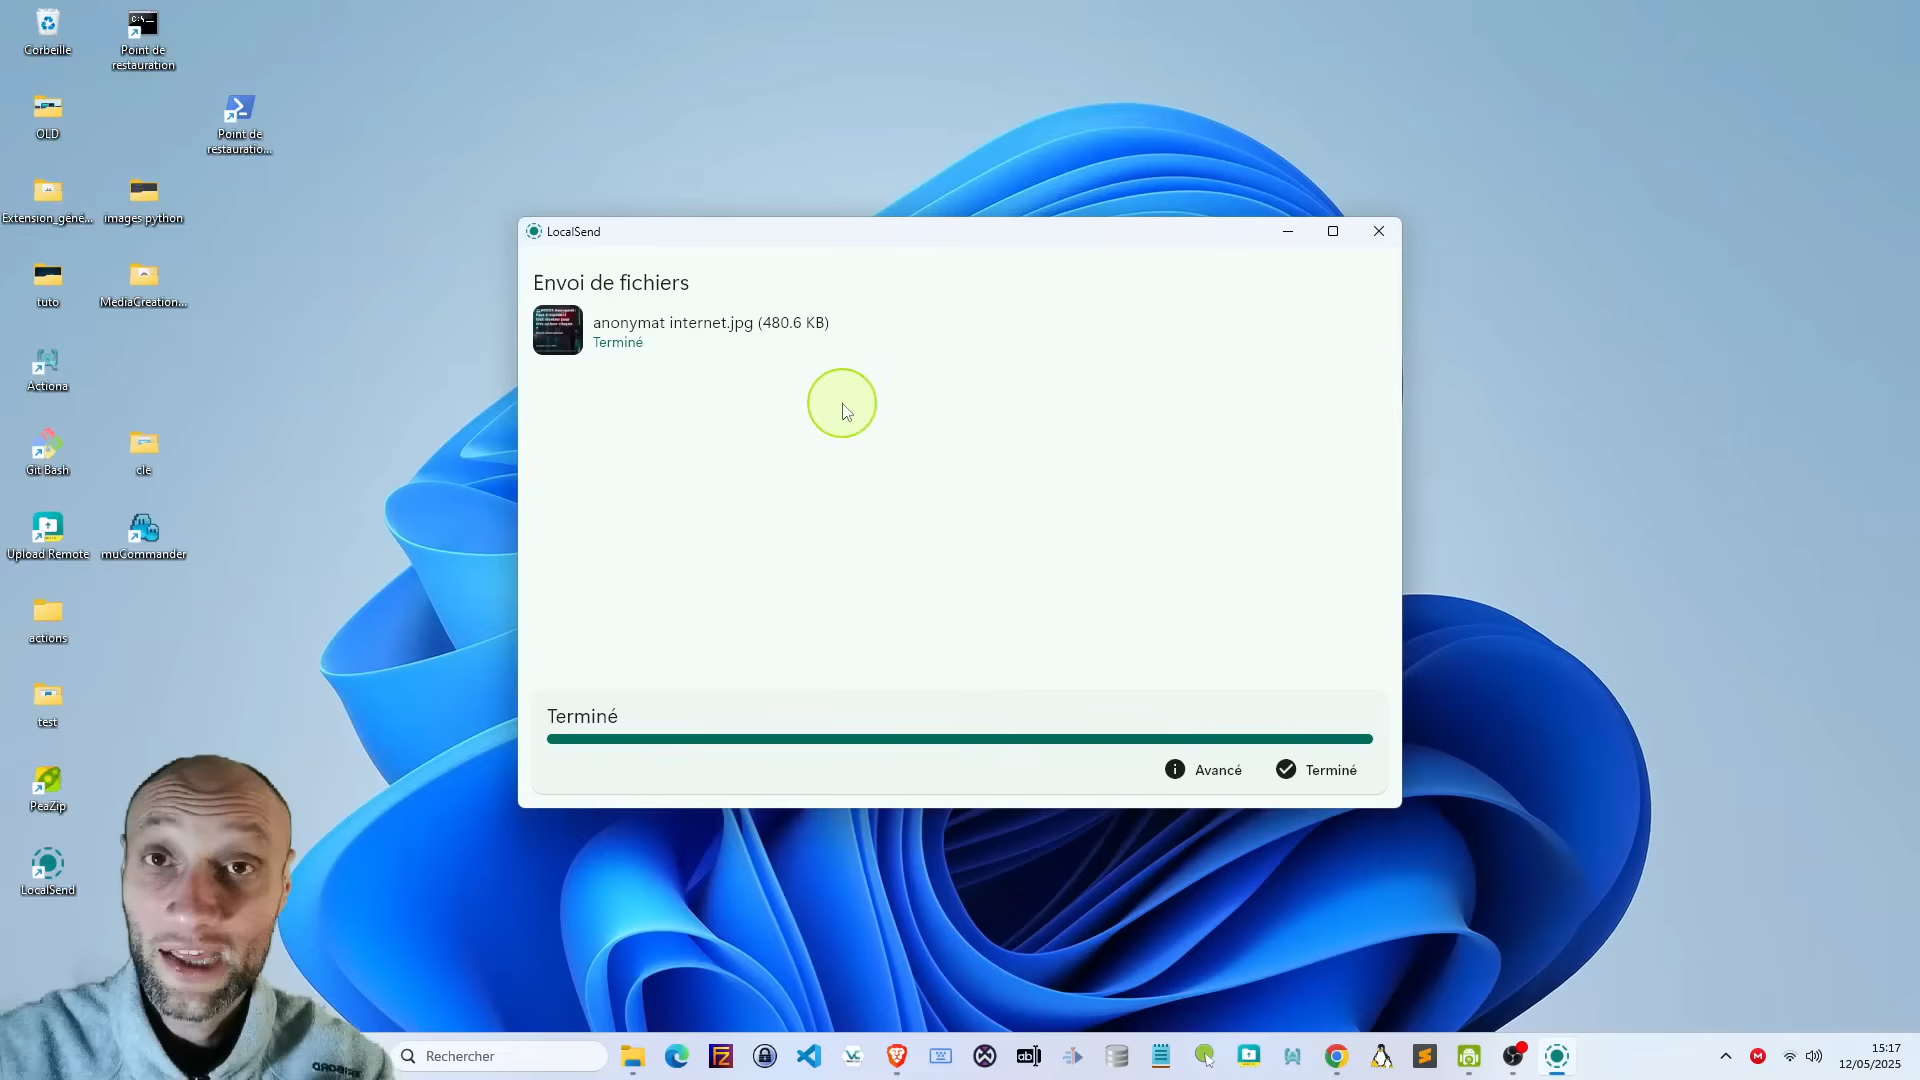 Corbeille
Point de
restauration
OLD
Point de
restauratio...
Extension_géné...
images python
tuto
MediaCreation...
Actiona
Git Bash
cle
Upload Remote
muCommander
actions
test
PeaZip
LocalSend
LocalSend
Envoi de fichiers
anonymat internet.jpg (480.6 KB)
Terminé
Terminé
Avancé
Terminé
Rechercher
15:17
12/05/2025